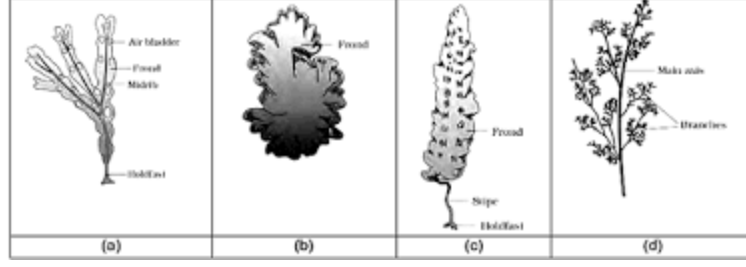 Air bladder
Frond
Midrib
Holdfast
Frond
Frond
Stipe
Holdfast
Main axis
Branches
(a)
(b)
(c)
(d)